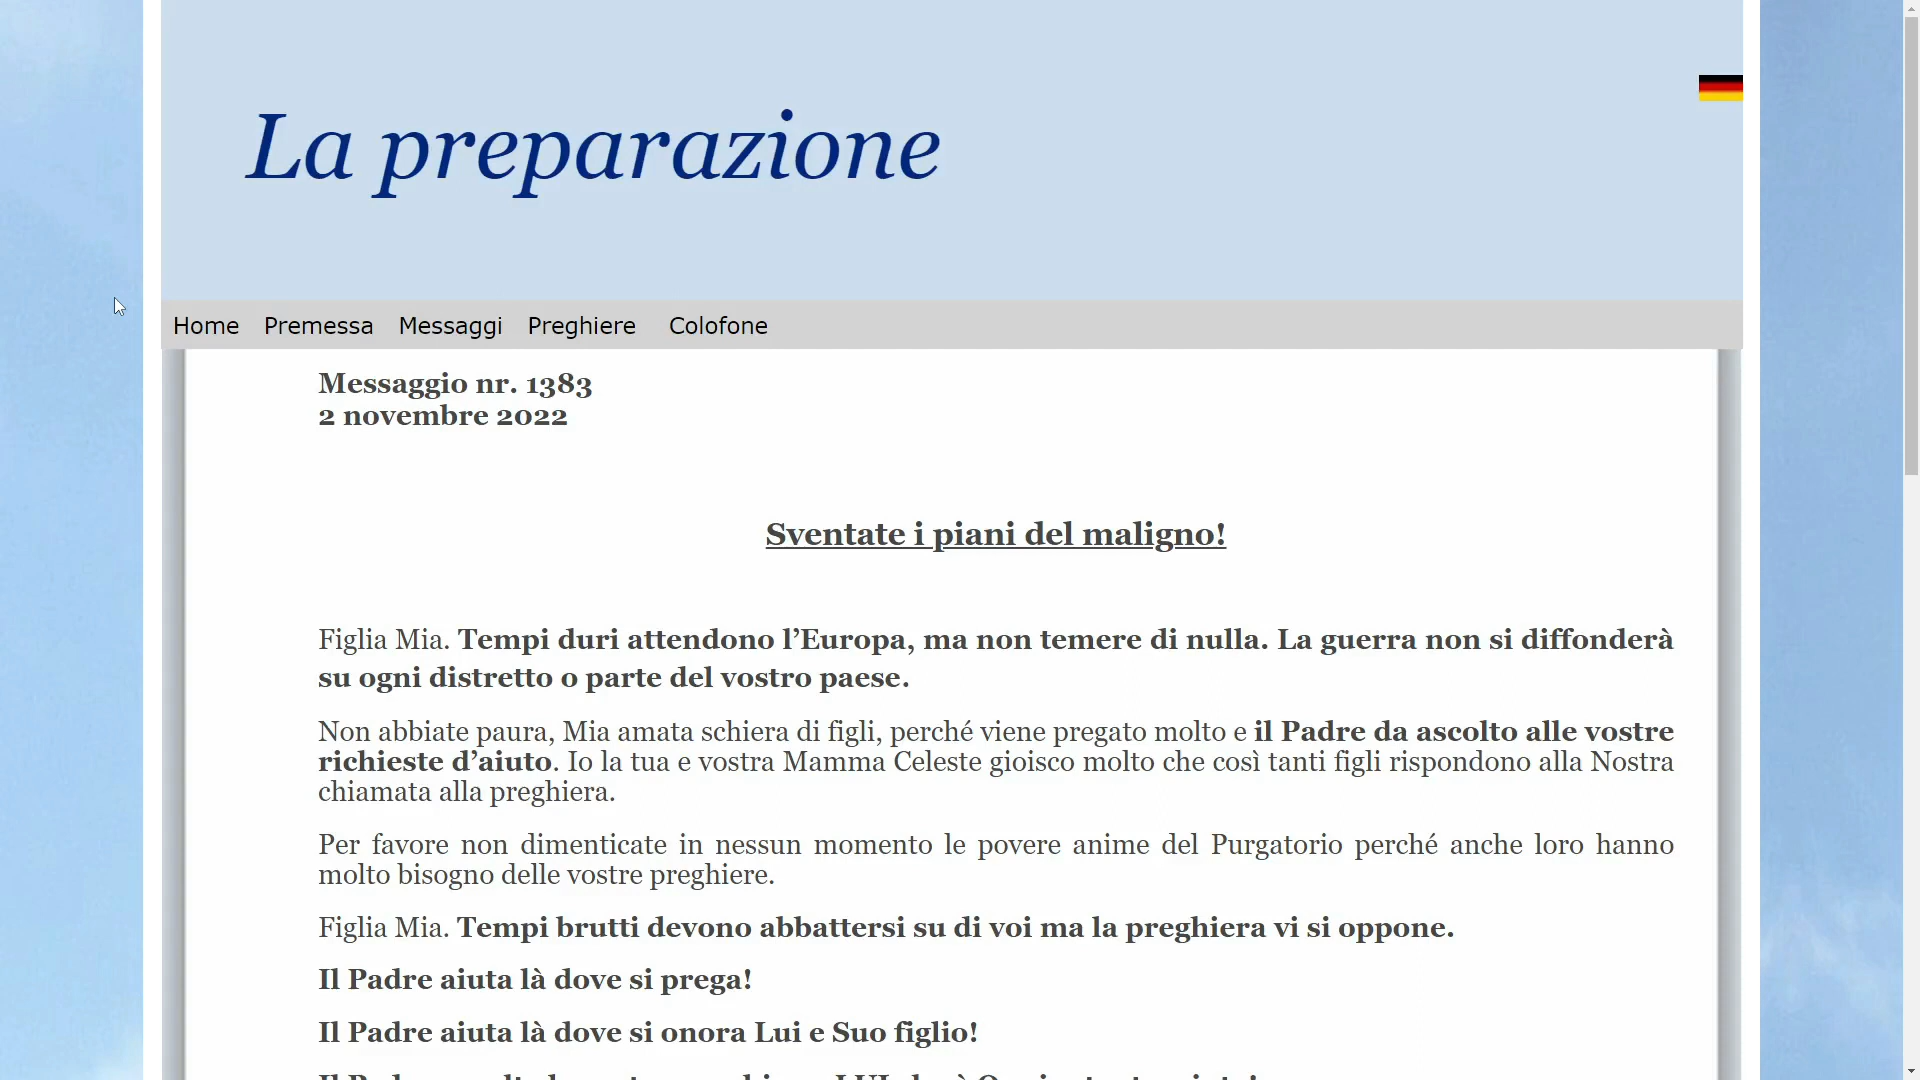 La preparazione
Home Premessa Messaggi Preghiere Colofone
Messaggio nr. 1383
2 novembre 2022
Sventate i piani del maligno!
Figlia Mia. Tempi duri attendono l’Europa, ma non temere di nulla. La guerra non si diffonderà
su ogni distretto o parte del vostro paese.
Non abbiate paura, Mia amata schiera di figli, perché viene pregato molto e il Padre da ascolto alle vostre
richieste d’aiuto. Io la tua e vostra Mamma Celeste gioisco molto che così tanti figli rispondono alla Nostra
chiamata alla preghiera.
Per favore non dimenticate in nessun momento le povere anime del Purgatorio perché anche loro hanno
molto bisogno delle vostre preghiere.
Figlia Mia. Tempi brutti devono abbattersi su di voi ma la preghiera vi si oppone.
Il Padre aiuta là dove si prega!
Il Padre aiuta là dove si onora Lui e Suo figlio!